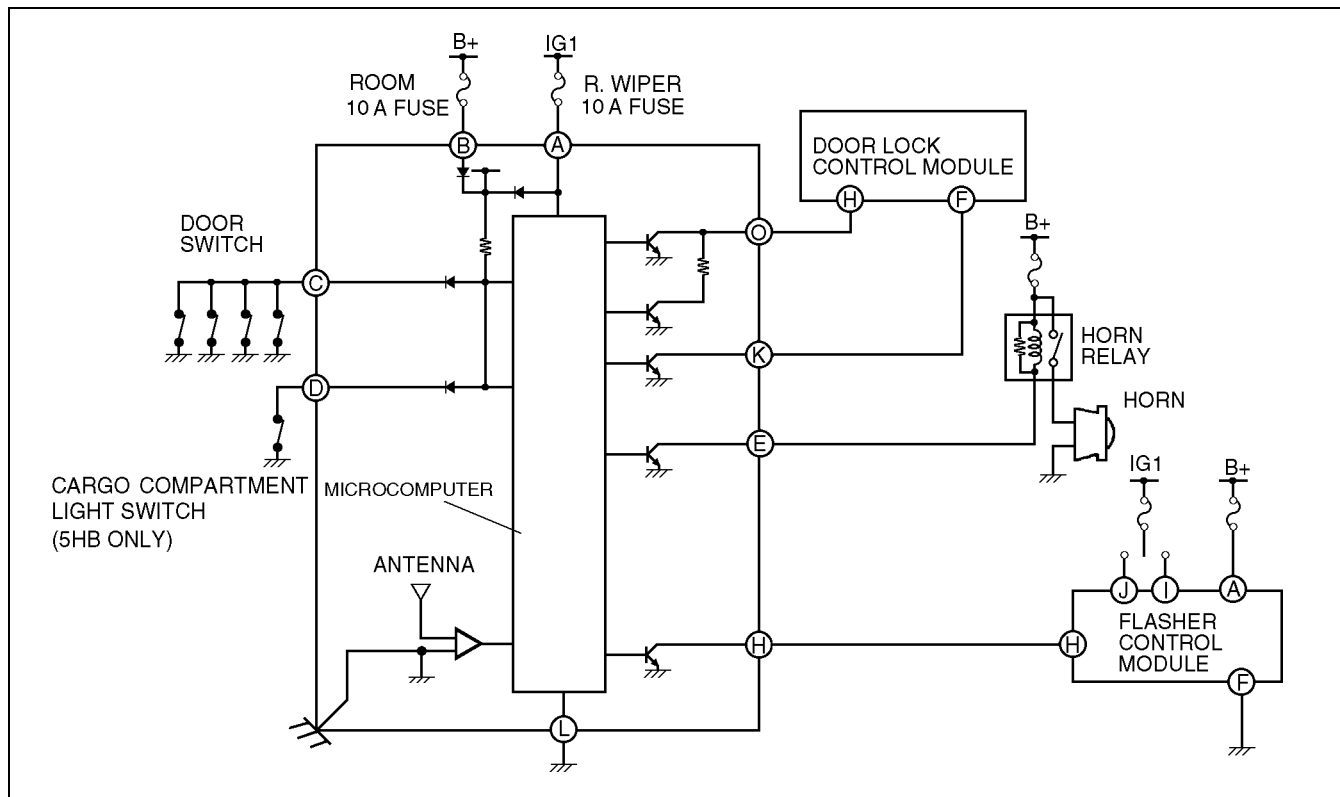 B+
IG1
ROOM
10 A FUSE
R. WIPER
10 A FUSE
B
A
DOOR LOCK
CONTROL MODULE
H
F
DOOR
SWITCH
C
O
B+
K
HORN
RELAY
D
HORN
E
CARGO COMPARTMENT
LIGHT SWITCH
(5HB ONLY)
MICROCOMPUTER
IG1
B+
ANTENNA
J
I
A
FLASHER
CONTROL
MODULE
H
H
F
L